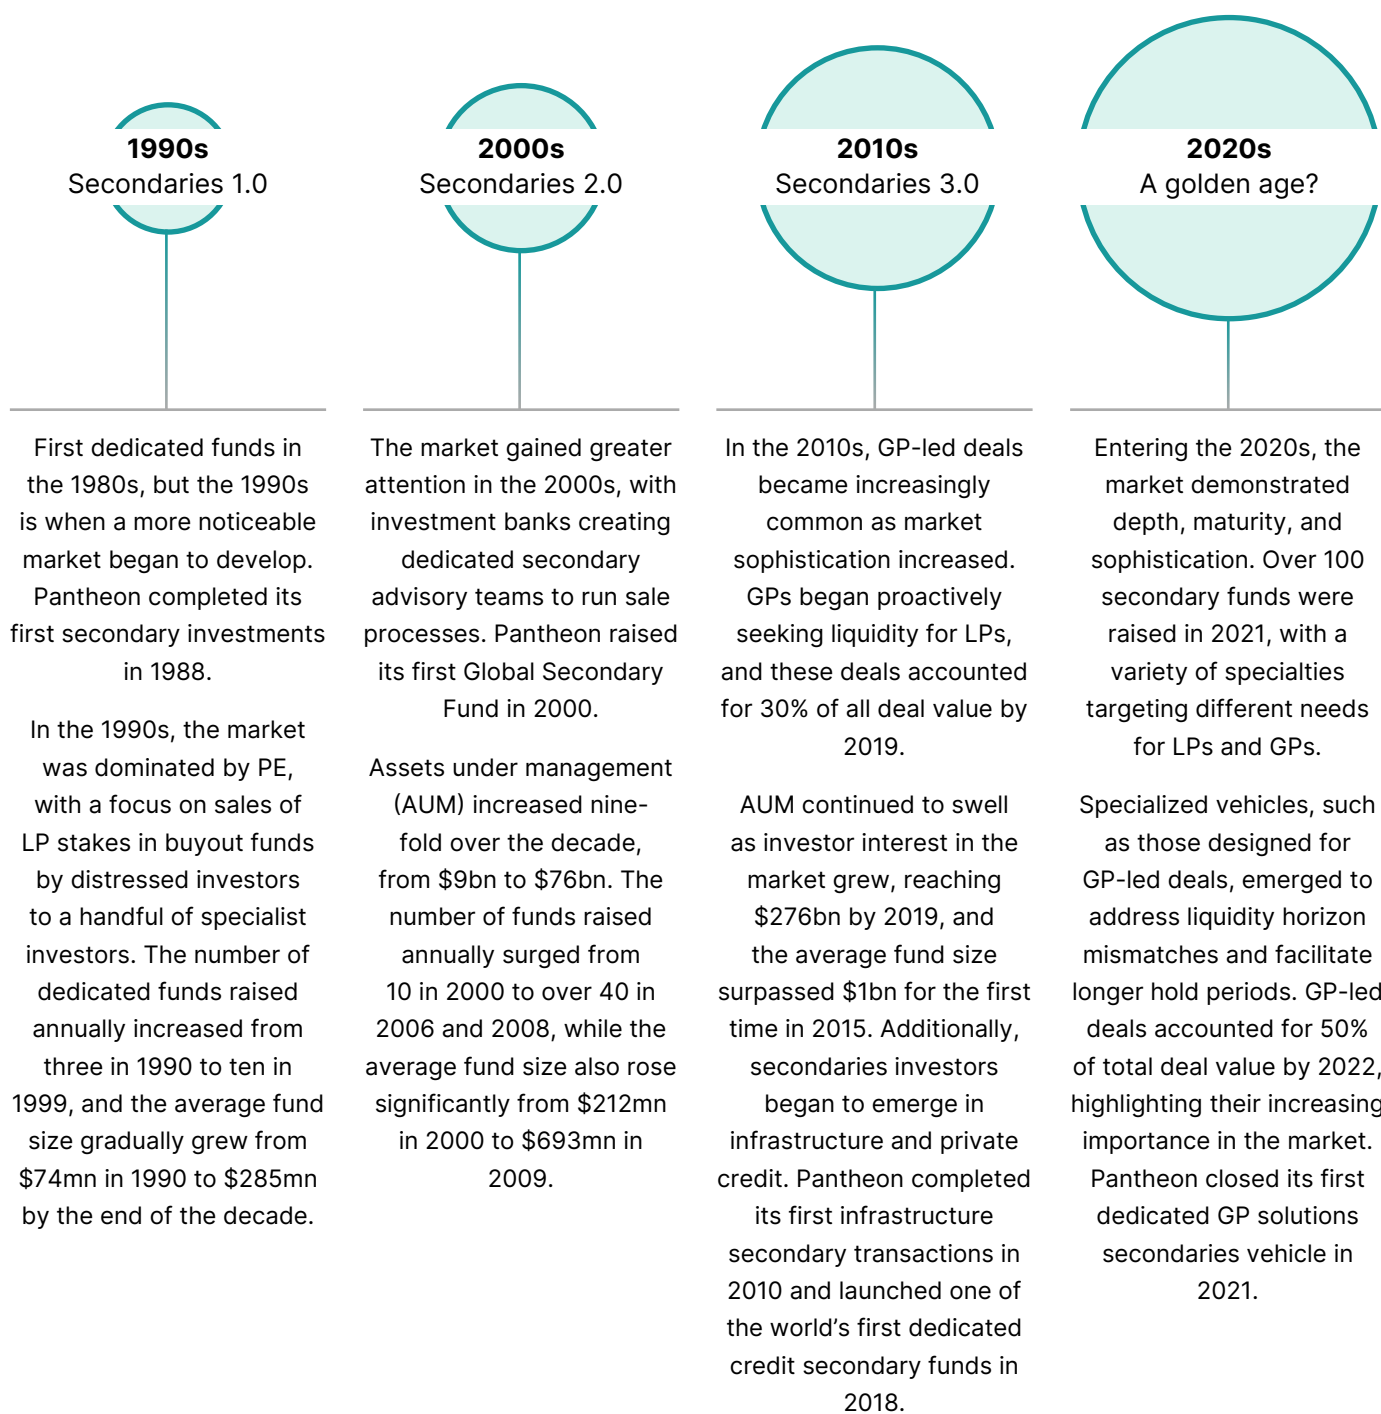 1990s
Secondaries 1.0
First dedicated funds in
the 1980s, but the 1990s
is when a more noticeable
market began to develop.
Pantheon completed its
first secondary investments
in 1988.
In the 1990s, the market
was dominated by PE,
with a focus on sales of
LP stakes in buyout funds
by distressed investors
to a handful of specialist
investors. The number of
dedicated funds raised
annually increased from
three in 1990 to ten in
1999, and the average fund
size gradually grew from
$74mn in 1990 to $285mn
by the end of the decade.
2000s
Secondaries 2.0
The market gained greater
attention in the 2000s, with
investment banks creating
dedicated secondary
advisory teams to run sale
processes. Pantheon raised
its first Global Secondary
Fund in 2000.
Assets under management
(AUM) increased nine-
fold over the decade,
from $9bn to $76bn. The
number of funds raised
annually surged from
10 in 2000 to over 40 in
2006 and 2008, while the
average fund size also rose
significantly from $212mn
in 2000 to $693mn in
2009.
2010s
Secondaries 3.0
In the 2010s, GP-led deals
became increasingly
common as market
sophistication increased.
GPs began proactively
seeking liquidity for LPs,
and these deals accounted
for 30% of all deal value by
2019.
AUM continued to swell
as investor interest in the
market grew, reaching
$276bn by 2019, and
the average fund size
surpassed $1bn for the first
time in 2015. Additionally,
secondaries investors
began to emerge in
infrastructure and private
credit. Pantheon completed
its first infrastructure
secondary transactions in
2010 and launched one of
the world’s first dedicated
credit secondary funds in
2018.
2020s
A golden age?
Entering the 2020s, the
market demonstrated
depth, maturity, and
sophistication. Over 100
secondary funds were
raised in 2021, with a
variety of specialties
targeting different needs
for LPs and GPs.
Specialized vehicles, such
as those designed for
GP-led deals, emerged to
address liquidity horizon
mismatches and facilitate
longer hold periods. GP-led
deals accounted for 50%
of total deal value by 2022,
highlighting their increasing
importance in the market.
Pantheon closed its first
dedicated GP solutions
secondaries vehicle in
2021.